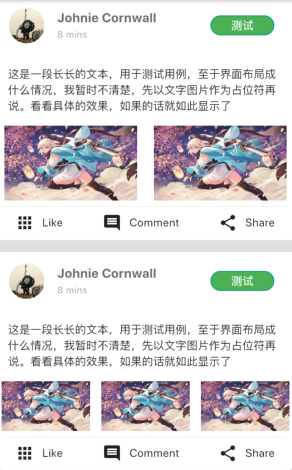 Johnie Cornwall
测试
8 mins
这是一段长长的文本，用于测试用例，至于界面布局成
什么情况，我暂时不清楚，先以文字图片作为占位符再
说。看看具体的效果，如果的话就如此显示了
Like
Comment
Share
Johnie Cornwall
测试
8 mins
这是一段长长的文本，用于测试用例，至于界面布局成
什么情况，我暂时不清楚，先以文字图片作为占位符再
说。看看具体的效果，如果的话就如此显示了
Like
Comment
Share